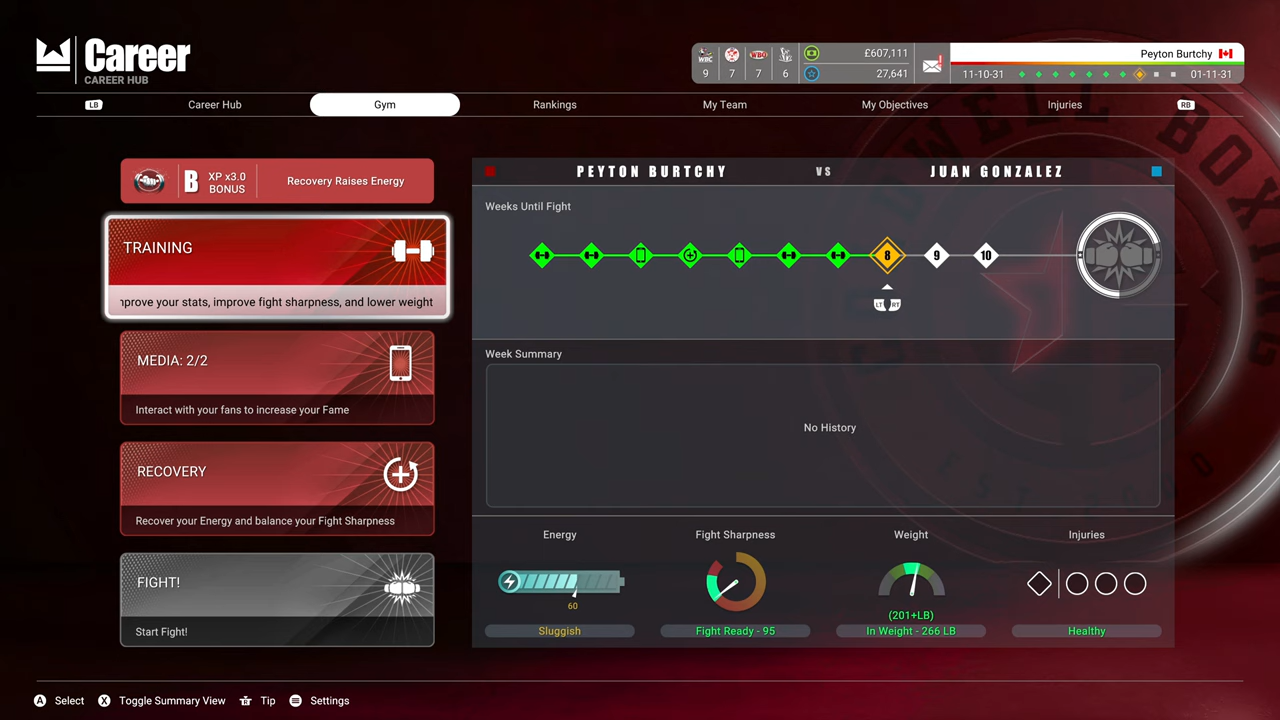 Career
CAREER HUB
WBC
WBO
9
7
7
6
£607,111
27,641
Peyton Burtchy
11-10-31
01-11-31
LB
Career Hub
Gym
Rankings
My Team
My Objectives
Injuries
RB
B
XP x3.0
BONUS
Recovery Raises Energy
TRAINING
nprove your stats, improve fight sharpness, and lower weight
MEDIA: 2/2
Interact with your fans to increase your Fame
RECOVERY
Recover your Energy and balance your Fight Sharpness
FIGHT!
Start Fight!
PEYTON BURTCHY
VS
JUAN GONZALEZ
Weeks Until Fight
8
9
10
LT RT
Week Summary
No History
Energy
60
Sluggish
Fight Sharpness
Fight Ready - 95
Weight
(201+LB)
In Weight - 266 LB
Injuries
Healthy
A Select
X Toggle Summary View
Tip
Settings